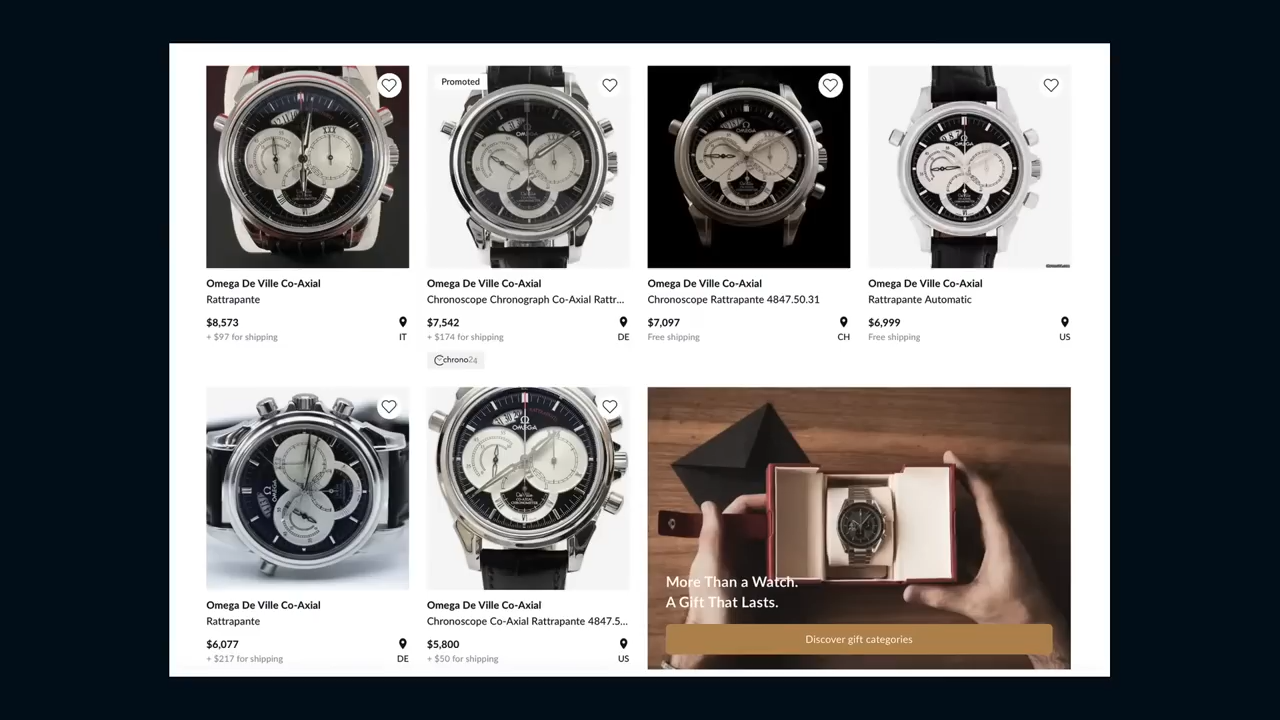 Promoted
Omega De Ville Co-Axial
Rattrapante
$8,573
+ $97 for shipping
IT
Omega De Ville Co-Axial
Chronoscope Chronograph Co-Axial Rattr...
$7,542
+ $174 for shipping
DE
chrono24
Omega De Ville Co-Axial
Chronoscope Rattrapante 4847.50.31
$7,097
Free shipping
CH
Omega De Ville Co-Axial
Rattrapante Automatic
$6,999
Free shipping
US
OMEGA
Omega De Ville Co-Axial
Rattrapante
$6,077
+ $217 for shipping
DE
Omega De Ville Co-Axial
Chronoscope Co-Axial Rattrapante 4847.5...
$5,800
+ $50 for shipping
US
More Than a Watch.
A Gift That Lasts.
Discover gift categories